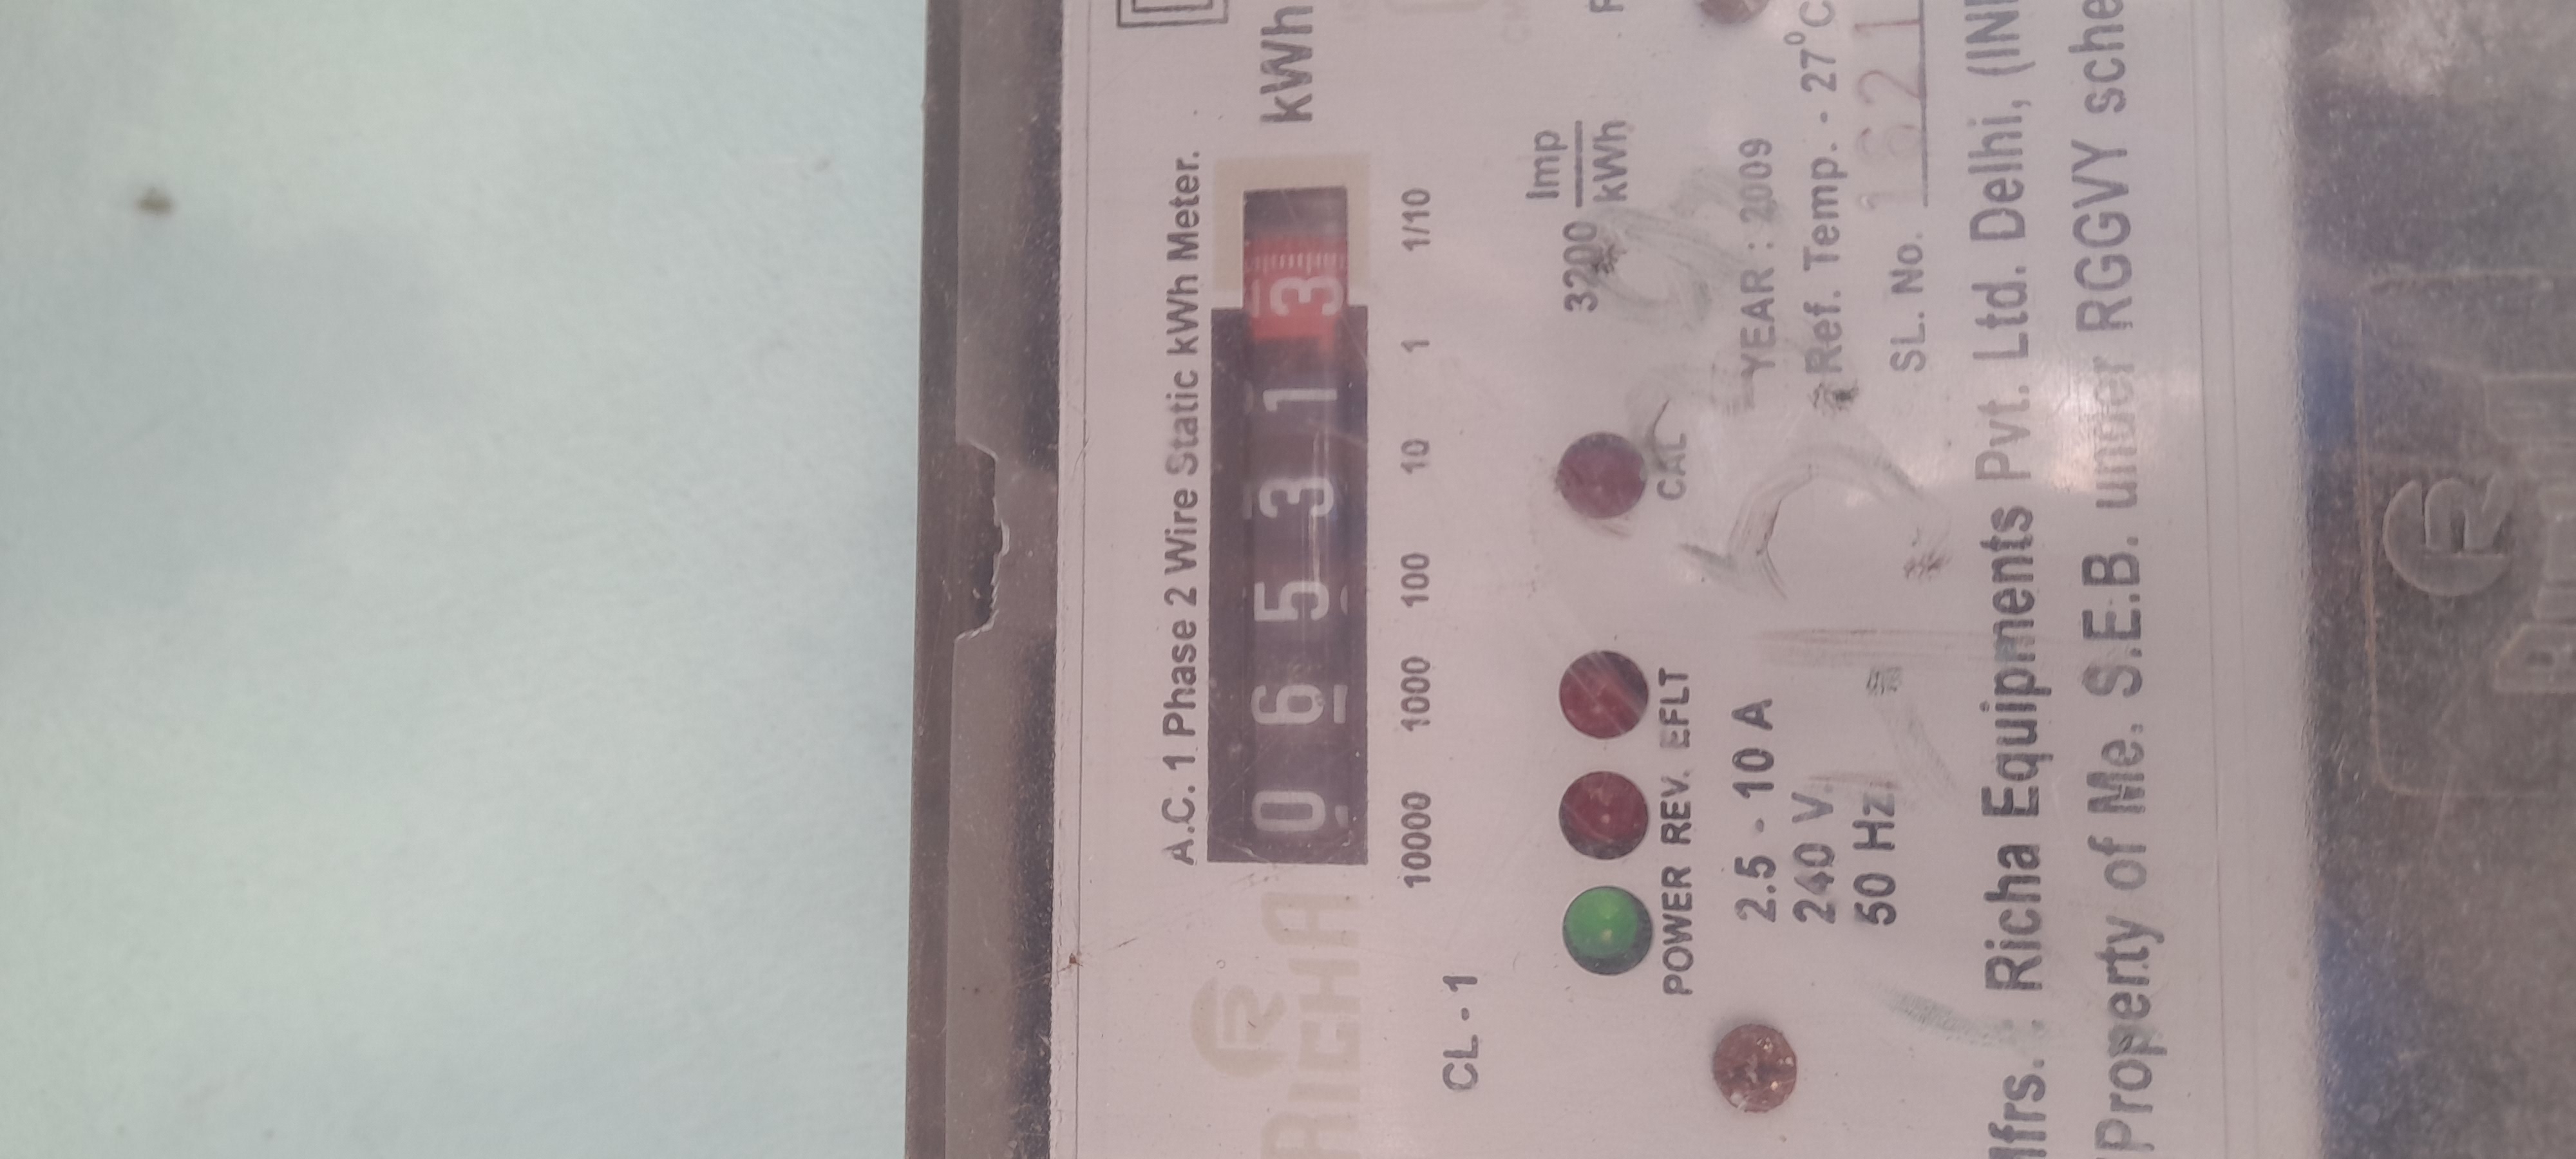 A.C. 1 Phase 2 Wire Static kWh Meter.
0 6 5 3 1 3 kWh
10000 1000 100 10 1 1/10
RICHA
CL - 1
3200 Imp
kWh
POWER REV. EFLT CAL
2.5 - 10 A
240 V
50 Hz
YEAR : 2009
Ref. Temp. - 27°C
SL. No.
Mfrs. : Richa Equipments Pvt. Ltd. Delhi, (IN
Property of Me. S.E.B. under RGGVY sche
R